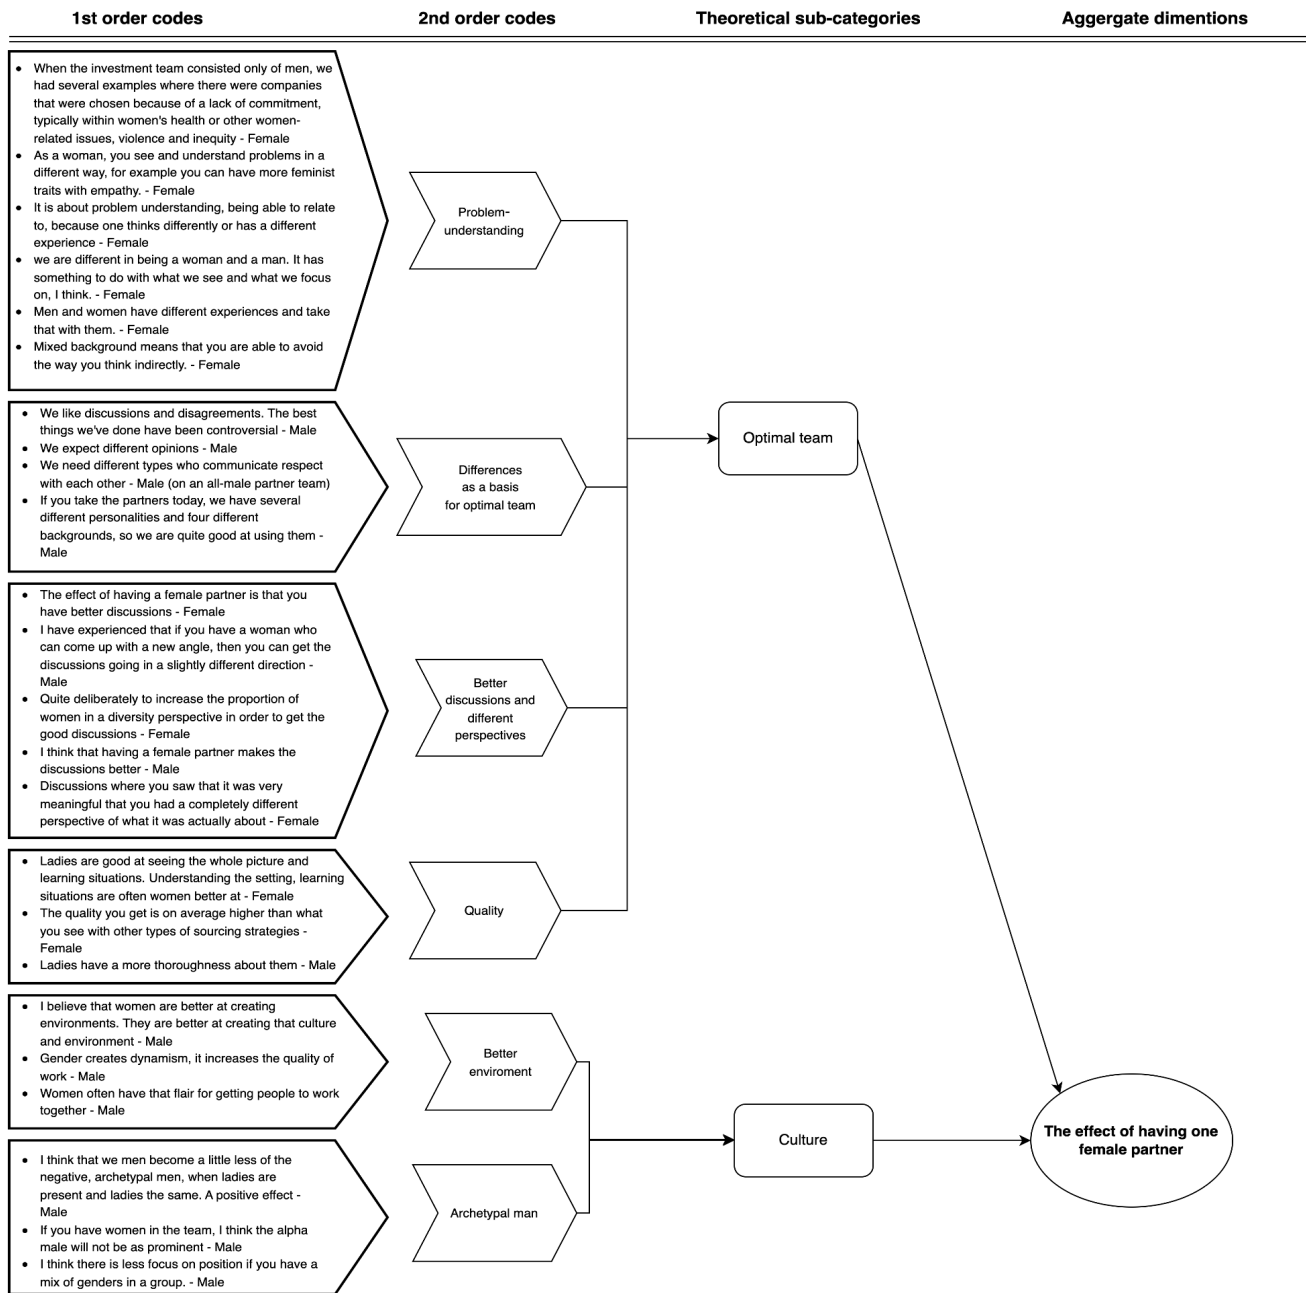 1st order codes
2nd order codes
Theoretical sub-categories
Aggergate dimentions
• When the investment team consisted only of men, we
had several examples where there were companies
that were chosen because of a lack of commitment,
typically within women's health or other women-
related issues, violence and inequity - Female
• As a woman, you see and understand problems in a
different way, for example you can have more feminist
traits with empathy. - Female
• It is about problem understanding, being able to relate
to, because one thinks differently or has a different
experience - Female
• we are different in being a woman and a man. It has
something to do with what we see and what we focus
on, I think. - Female
• Men and women have different experiences and take
that with them. - Female
• Mixed background means that you are able to avoid
the way you think indirectly. - Female
Problem-
understanding
• We like discussions and disagreements. The best
things we've done have been controversial - Male
• We expect different opinions - Male
• We need different types who communicate respect
with each other - Male (on an all-male partner team)
• If you take the partners today, we have several
different personalities and four different
backgrounds, so we are quite good at using them -
Male
Differences
as a basis
for optimal team
Optimal team
• The effect of having a female partner is that you
have better discussions - Female
• I have experienced that if you have a woman who
can come up with a new angle, then you can get the
discussions going in a slightly different direction -
Male
• Quite deliberately to increase the proportion of
women in a diversity perspective in order to get the
good discussions - Female
• I think that having a female partner makes the
discussions better - Male
• Discussions where you saw that it was very
meaningful that you had a completely different
perspective of what it was actually about - Female
Better
discussions and
different
perspectives
• Ladies are good at seeing the whole picture and
learning situations. Understanding the setting, learning
situations are often women better at - Female
• The quality you get is on average higher than what
you see with other types of sourcing strategies -
Female
• Ladies have a more thoroughness about them - Male
Quality
• I believe that women are better at creating
environments. They are better at creating that culture
and environment - Male
• Gender creates dynamism, it increases the quality of
work - Male
• Women often have that flair for getting people to work
together - Male
Better
enviroment
• I think that we men become a little less of the
negative, archetypal men, when ladies are
present and ladies the same. A positive effect -
Male
• If you have women in the team, I think the alpha
male will not be as prominent - Male
• I think there is less focus on position if you have a
mix of genders in a group. - Male
Archetypal man
Culture
The effect of having one
female partner